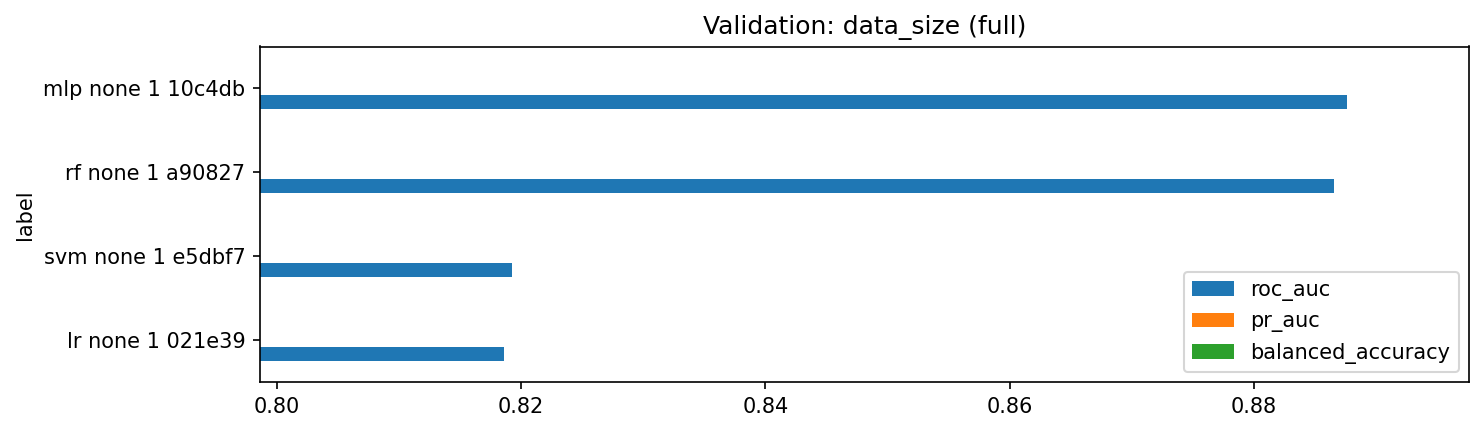 Validation: data_size (full)
mlp none 1 10c4db
rf none 1 a90827
label
svm none 1 e5dbf7
lr none 1 021e39
roc_auc
pr_auc
balanced_accuracy
0.80 0.82 0.84 0.86 0.88